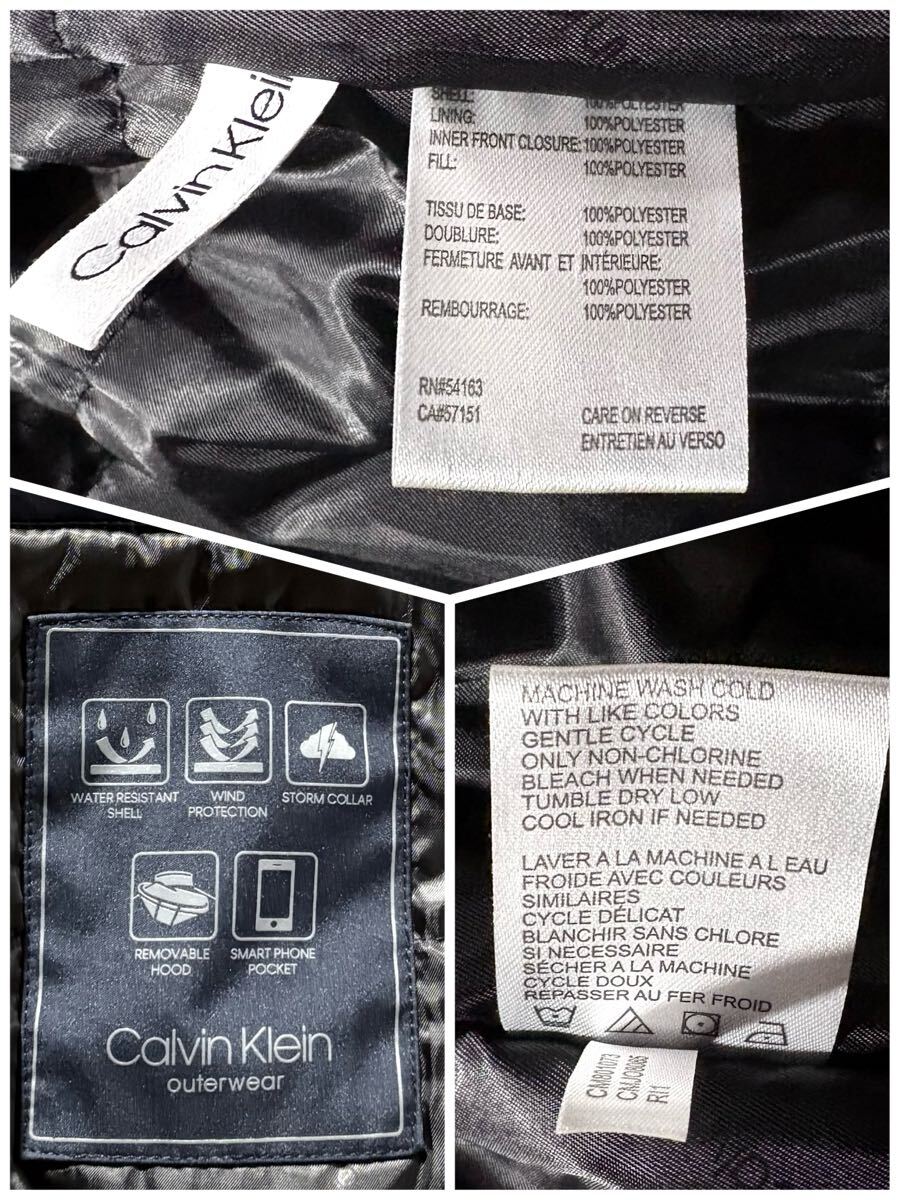 Calvin Klei
SHELL: 100%POLYESTER
LINING: 100%POLYESTER
INNER FRONT CLOSURE: 100%POLYESTER
FILL: 100%POLYESTER
TISSU DE BASE: 100%POLYESTER
DOUBLURE: 100%POLYESTER
FERMETURE AVANT ET INTÉRIEURE:
100%POLYESTER
REMBOURRAGE: 100%POLYESTER
RN#54163
CA#57151 CARE ON REVERSE
ENTRETIEN AU VERSO
WATER RESISTANT
SHELL
WIND
PROTECTION
STORM COLLAR
REMOVABLE
HOOD
SMART PHONE
POCKET
Calvin Klein
outerwear
MACHINE WASH COLD
WITH LIKE COLORS
GENTLE CYCLE
ONLY NON-CHLORINE
BLEACH WHEN NEEDED
TUMBLE DRY LOW
COOL IRON IF NEEDED
LAVER A LA MACHINE A L EAU
FROIDE AVEC COULEURS
SIMILAIRES
CYCLE DÉLICAT
BLANCHIR SANS CHLORE
SI NECESSAIRE
SÉCHER A LA MACHINE
CYCLE DOUX
REPASSER AU FER FROID
CM801073
RI1